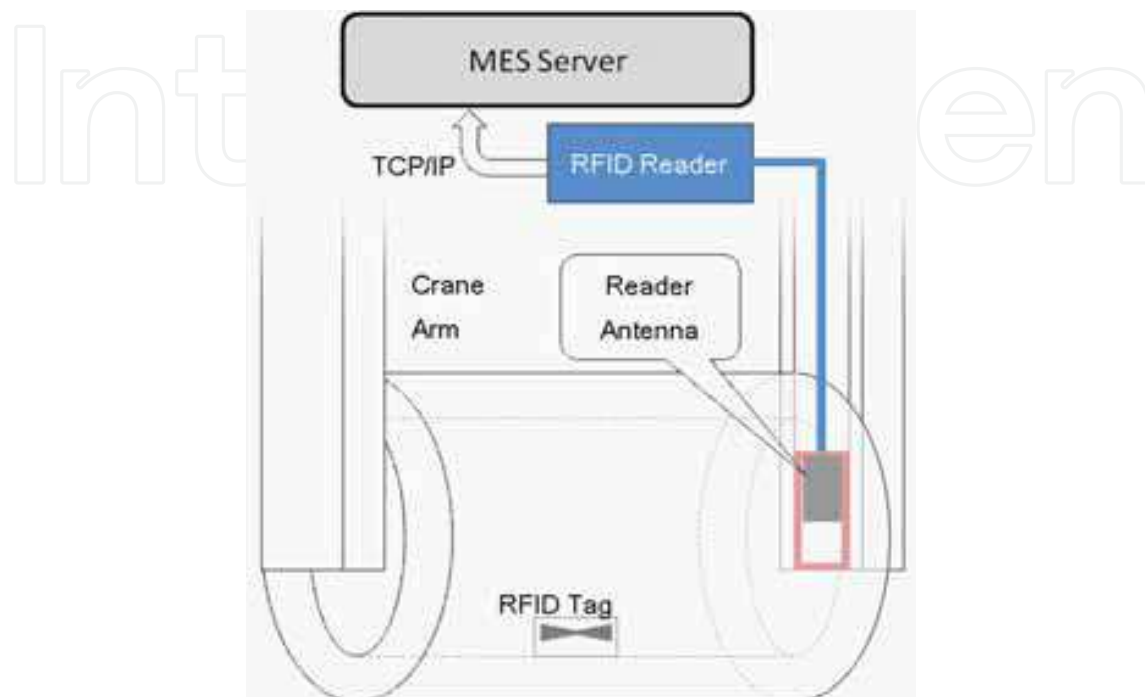 MES Server
TCP/IP
RFID Reader
Crane
Arm
Reader
Antenna
RFID Tag